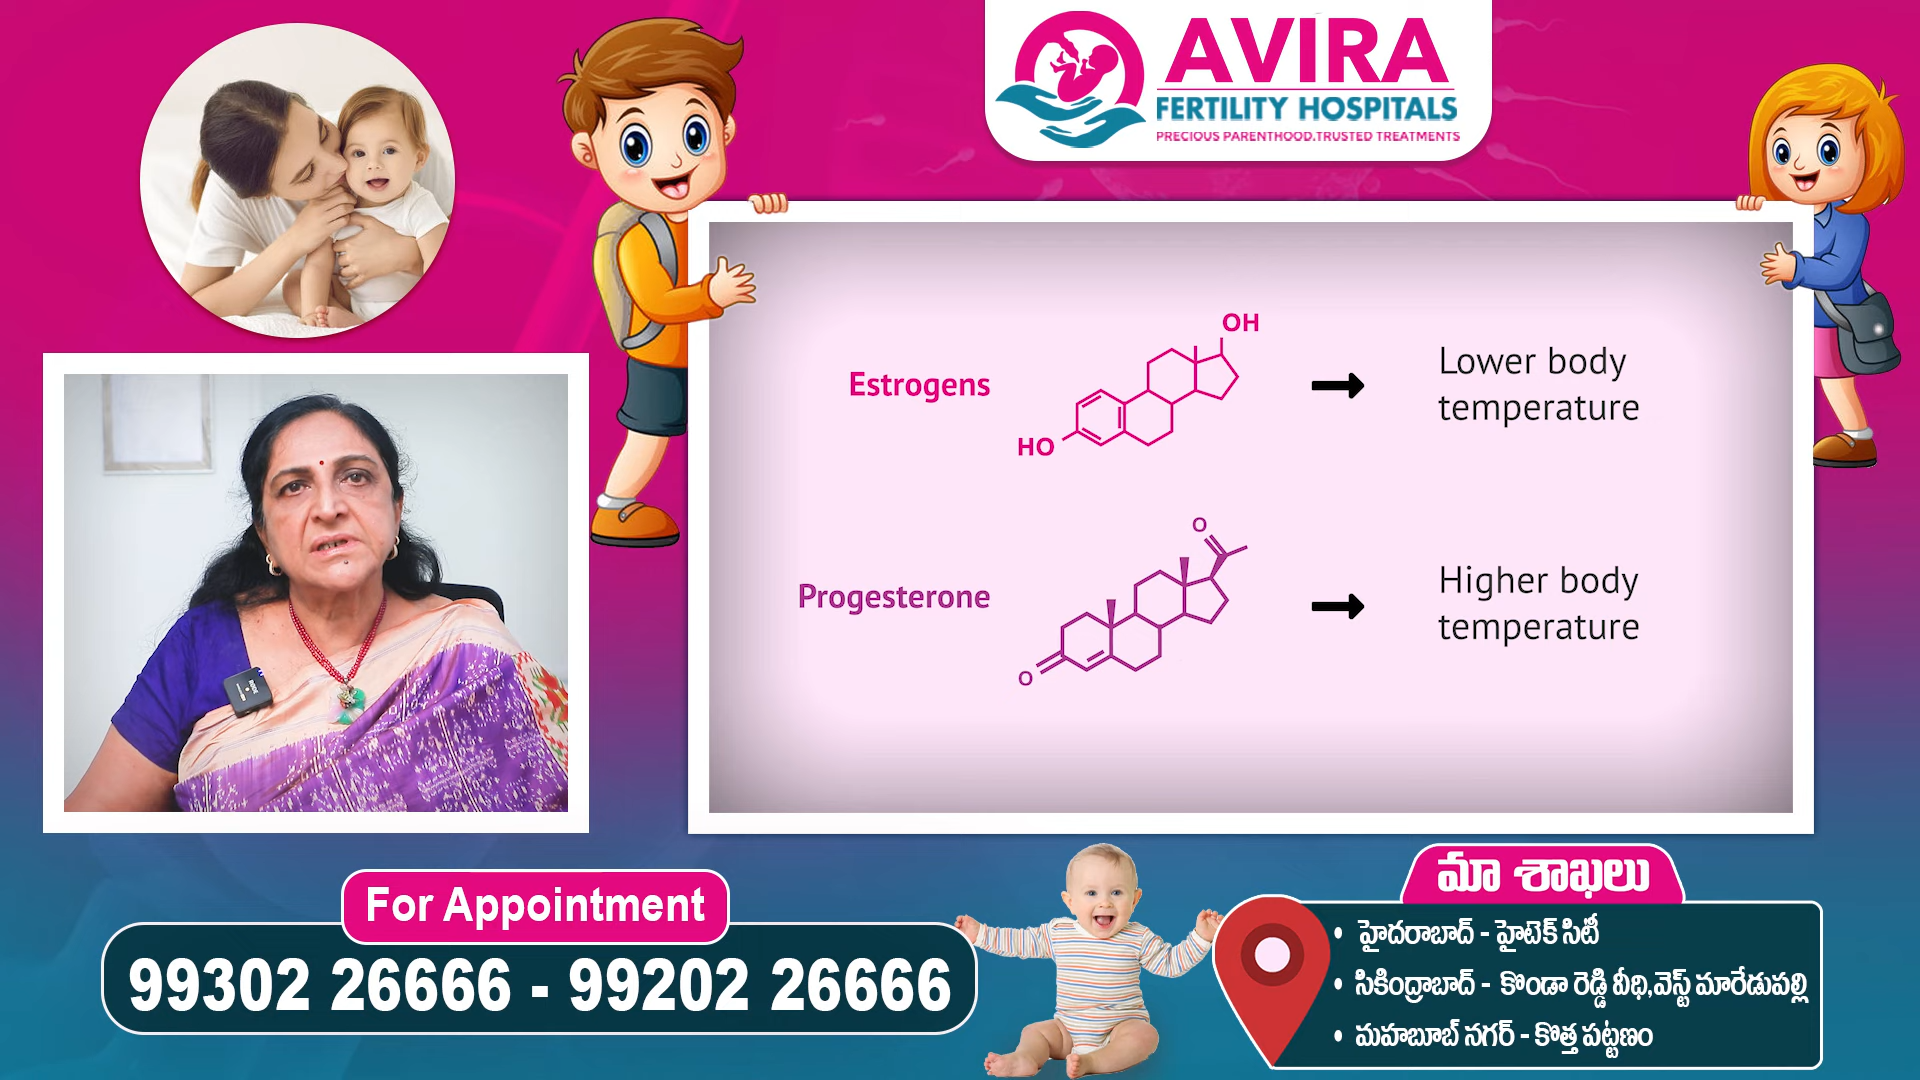 AVIRA
FERTILITY HOSPITALS
PRECIOUS PARENTHOOD.TRUSTED TREATMENTS
Estrogens
OH
HO
Lower body
temperature
Progesterone
O
O
Higher body
temperature
For Appointment
99302 26666 - 99202 26666
మా శాఖలు
• హైదరాబాద్ - హైటెక్ సిటీ
• సికింద్రాబాద్ - కొండా రెడ్డి వీధి,వెస్ట్ మారేడుపల్లి
• మహబూబ్ నగర్ - కొత్త పట్టణం